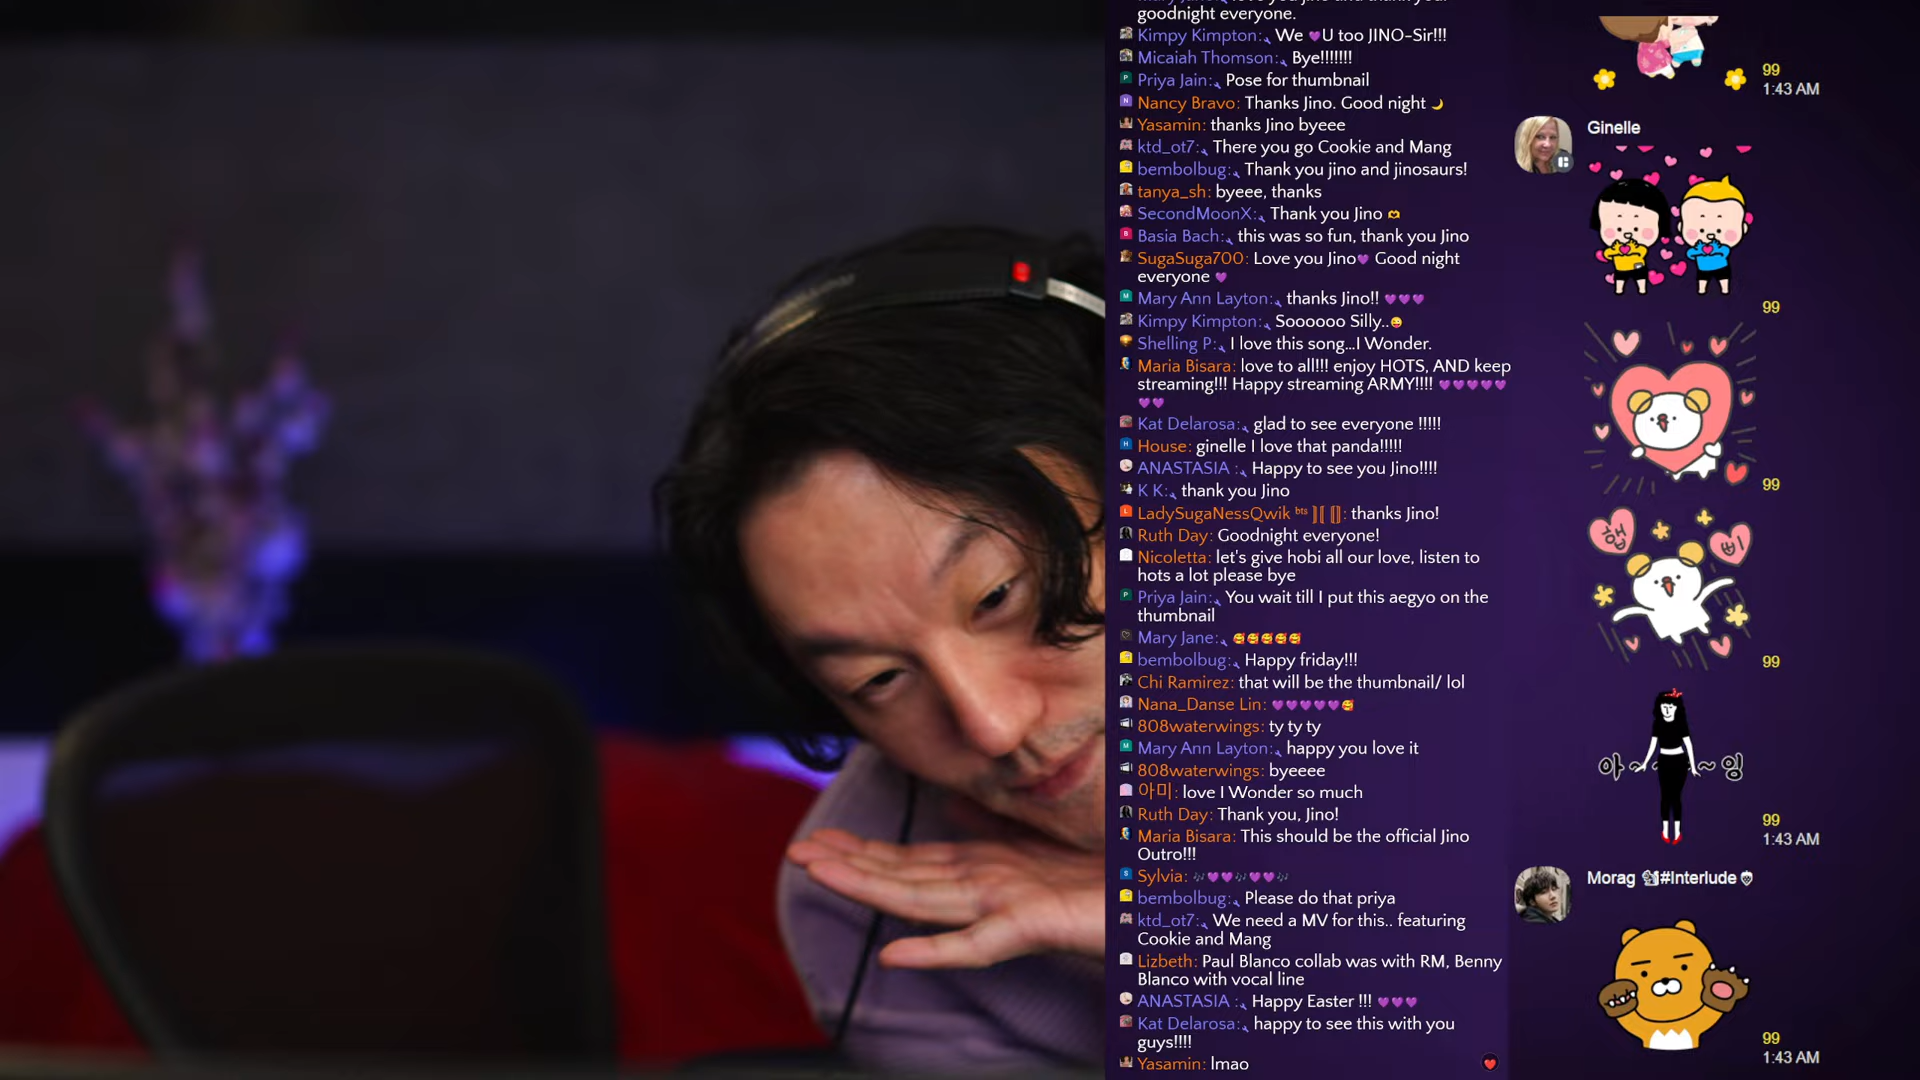 goodnight everyone.
Kimpy Kimpton: We 💜U too JINO-Sir!!!
Micaiah Thomson: Bye!!!!!!!
Priya Jain: Pose for thumbnail
Nancy Bravo: Thanks Jino. Good night 🌙
Yasamin: thanks Jino byeee
ktd_ot7: There you go Cookie and Mang
bembolbug: Thank you jino and jinosaurs!
tanya_sh: byeee, thanks
SecondMoonX: Thank you Jino 🫶
Basia Bach: this was so fun, thank you Jino
SugaSuga700: Love you Jino💜 Good night
everyone 💜
Mary Ann Layton: thanks Jino!! 💜💜💜
Kimpy Kimpton: Soooooo Silly..😜
Shelling P: I love this song...I Wonder.
Maria Bisara: love to all!!! enjoy HOTS, AND keep
streaming!!! Happy streaming ARMY!!!! 💜💜💜💜💜
💜💜
Kat Delarosa: glad to see everyone !!!!!
House: ginelle I love that panda!!!!!
ANASTASIA : Happy to see you Jino!!!!
K K: thank you Jino
LadySugaNessQwik ᵇᵗˢ ⟭⟬ ⟬⟭: thanks Jino!
Ruth Day: Goodnight everyone!
Nicoletta: let's give hobi all our love, listen to
hots a lot please bye
Priya Jain: You wait till I put this aegyo on the
thumbnail
Mary Jane: 🥰🥰🥰🥰🥰
bembolbug: Happy friday!!!
Chi Ramirez: that will be the thumbnail/ lol
Nana_Danse Lin: 💜💜💜💜💜🥰
808waterwings: ty ty ty
Mary Ann Layton: happy you love it
808waterwings: byeeee
아미: love I Wonder so much
Ruth Day: Thank you, Jino!
Maria Bisara: This should be the official Jino
Outro!!!
Sylvia: 🎶💜💜🎶💜💜🎶
bembolbug: Please do that priya
ktd_ot7: We need a MV for this.. featuring
Cookie and Mang
Lizbeth: Paul Blanco collab was with RM, Benny
Blanco with vocal line
ANASTASIA : Happy Easter !!! 💜💜💜
Kat Delarosa: happy to see this with you
guys!!!!
Yasamin: lmao
99
1:43 AM
Ginelle
99
99
햅 삐
99
아~ ~잉
99
1:43 AM
Morag #Interlude
99
1:43 AM